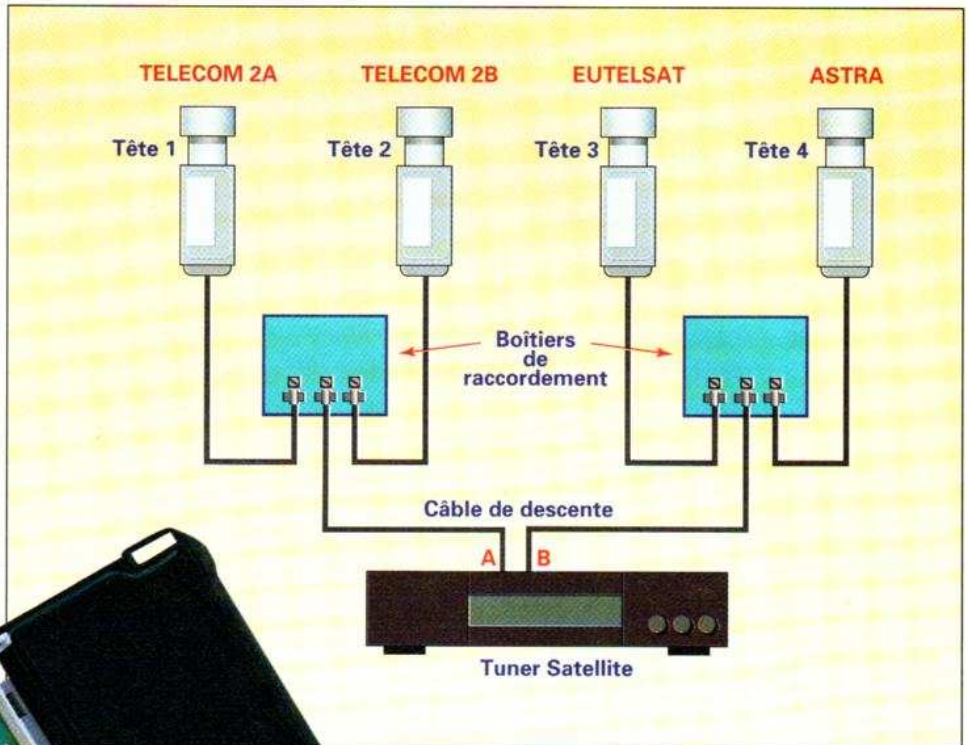 TELECOM 2A TELECOM 2B EUTELSAT ASTRA
Tête 1 Tête 2 Tête 3 Tête 4
Boîtiers
de
raccordement
Câble de descente
A B
Tuner Satellite